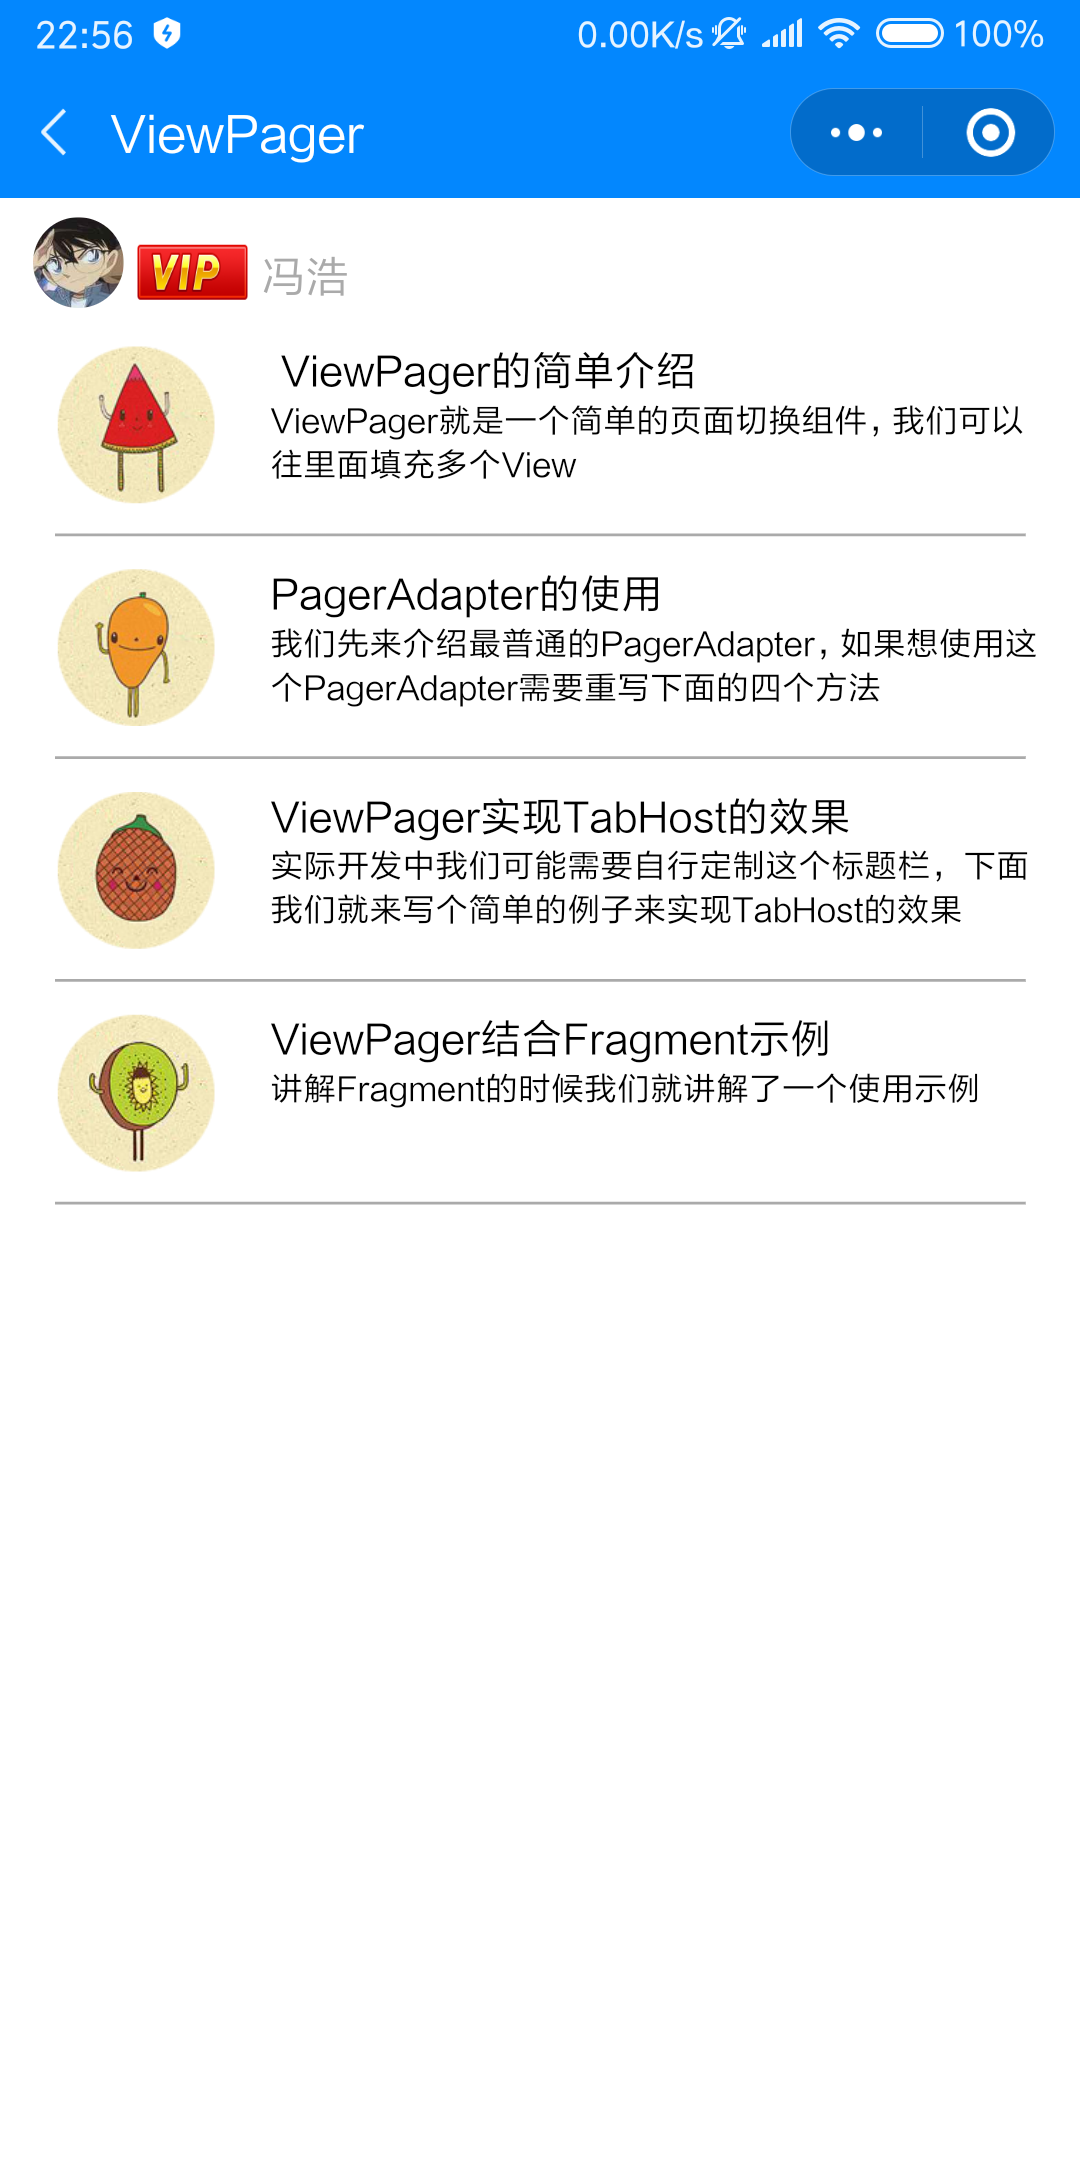 22:56 0.00K/s 100%
ViewPager
VIP 冯浩
ViewPager的简单介绍
ViewPager就是一个简单的页面切换组件，我们可以
往里面填充多个View
PagerAdapter的使用
我们先来介绍最普通的PagerAdapter，如果想使用这
个PagerAdapter需要重写下面的四个方法
ViewPager实现TabHost的效果
实际开发中我们可能需要自行定制这个标题栏，下面
我们就来写个简单的例子来实现TabHost的效果
ViewPager结合Fragment示例
讲解Fragment的时候我们就讲解了一个使用示例